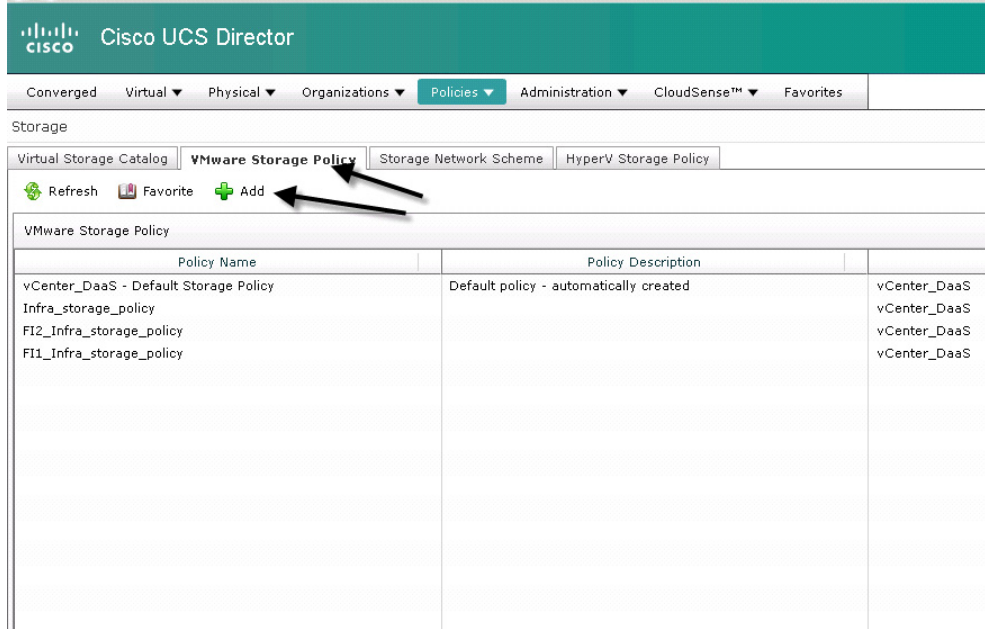 cisco Cisco UCS Director
Converged Virtual ▼ Physical ▼ Organizations ▼ Policies ▼ Administration ▼ CloudSense™ ▼ Favorites
Storage
Virtual Storage Catalog VMware Storage Policy Storage Network Scheme HyperV Storage Policy
Refresh Favorite Add
VMware Storage Policy
Policy Name Policy Description
vCenter_DaaS - Default Storage Policy Default policy - automatically created vCenter_DaaS
Infra_storage_policy vCenter_DaaS
FI2_Infra_storage_policy vCenter_DaaS
FI1_Infra_storage_policy vCenter_DaaS